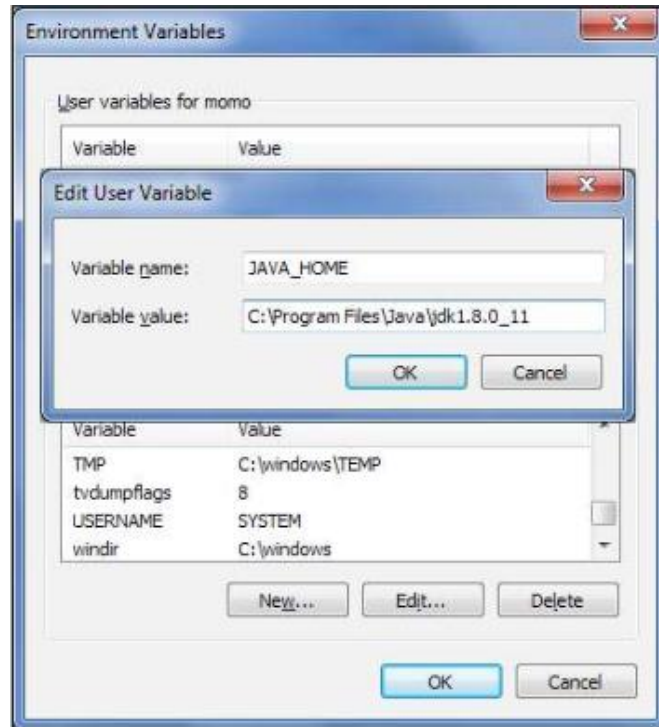 Environment Variables
User variables for momo
Variable Value
Edit User Variable
Variable name: JAVA_HOME
Variable value: C:\Program Files\Java\jdk1.8.0_11
OK Cancel
Variable Value
TMP C:\windows\TEMP
tvdumpflags 8
USERNAME SYSTEM
windir C:\windows
New... Edit... Delete
OK Cancel